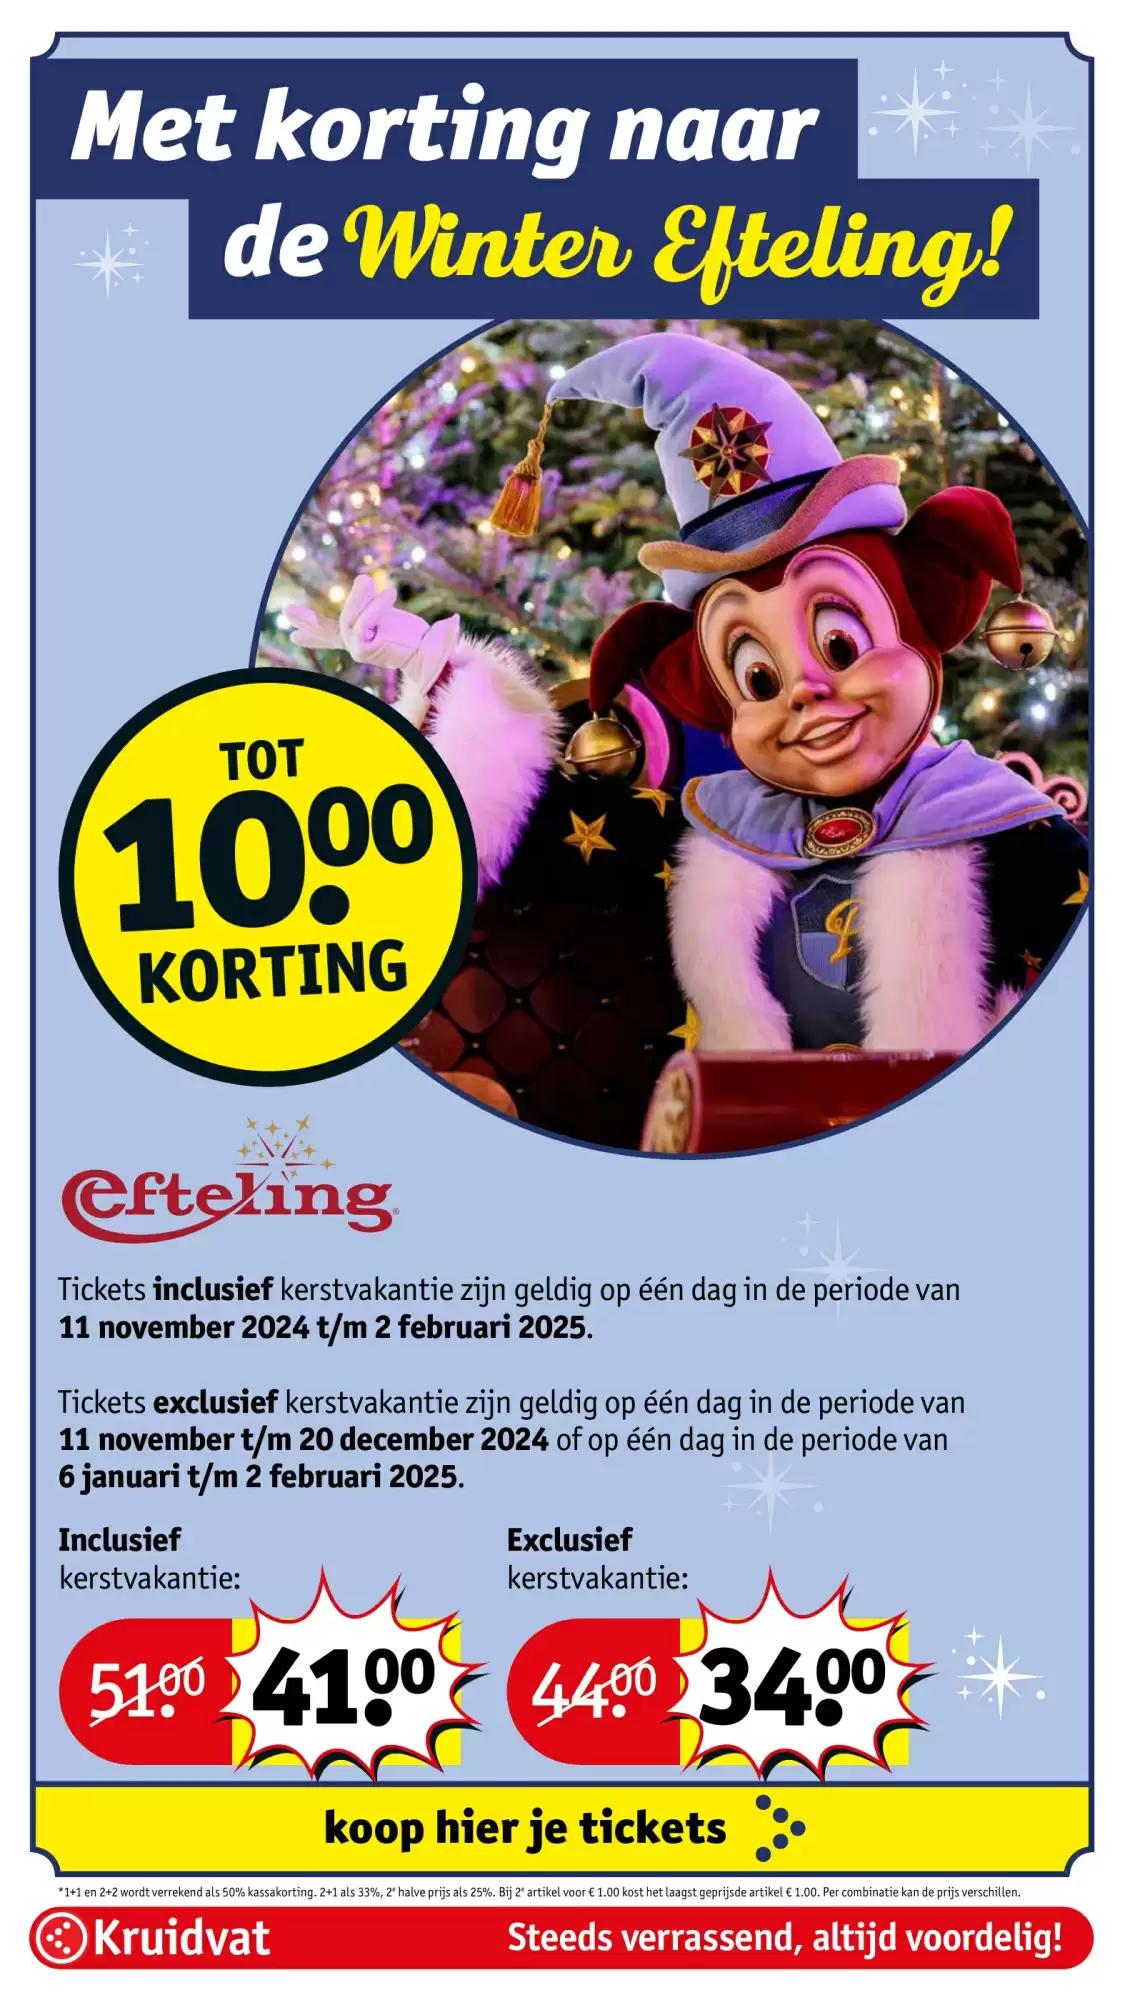 Met korting naar
de Winter Efteling!
TOT
10.00
KORTING
efteling®
Tickets inclusief kerstvakantie zijn geldig op één dag in de periode van
11 november 2024 t/m 2 februari 2025.
Tickets exclusief kerstvakantie zijn geldig op één dag in de periode van
11 november t/m 20 december 2024 of op één dag in de periode van
6 januari t/m 2 februari 2025.
Inclusief
kerstvakantie:
51.00 41.00
Exclusief
kerstvakantie:
44.00 34.00
koop hier je tickets
*1+1 en 2+2 wordt verrekend als 50% kassakorting. 2+1 als 33%, 2e halve prijs als 25%. Bij 2e artikel voor € 1.00 kost het laagst geprijsde artikel € 1.00. Per combinatie kan de prijs verschillen.
Kruidvat
Steeds verrassend, altijd voordelig!